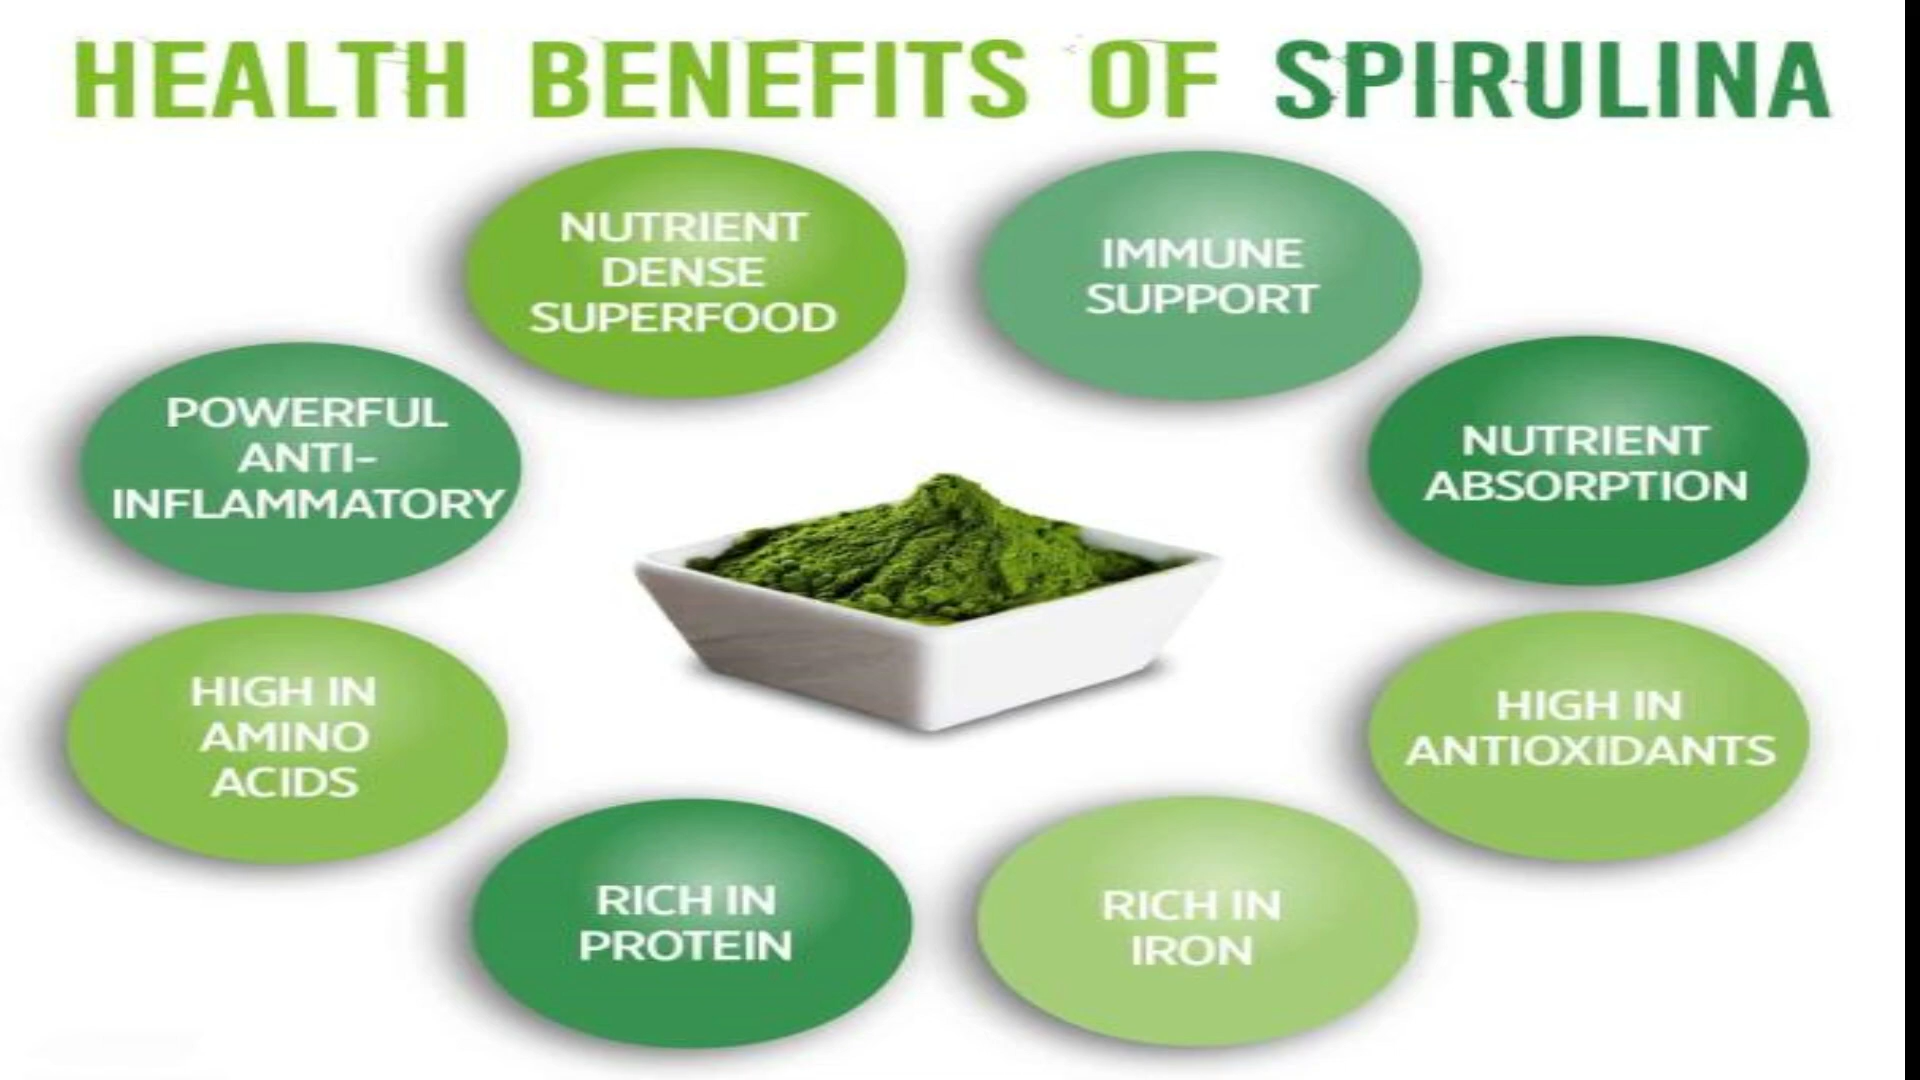 HEALTH BENEFITS OF SPIRULINA
NUTRIENT
DENSE
SUPERFOOD
IMMUNE
SUPPORT
POWERFUL
ANTI-
INFLAMMATORY
NUTRIENT
ABSORPTION
HIGH IN
AMINO
ACIDS
HIGH IN
ANTIOXIDANTS
RICH IN
PROTEIN
RICH IN
IRON